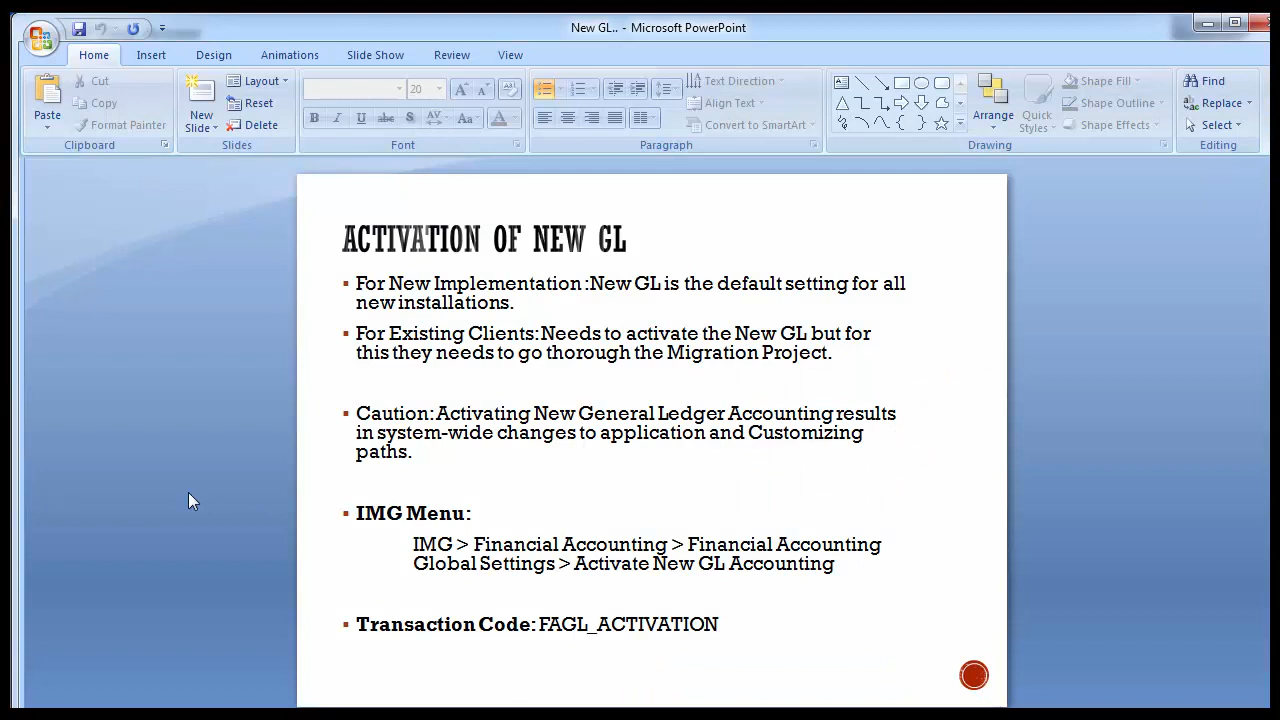 New GL.. - Microsoft PowerPoint
Home Insert Design Animations Slide Show Review View
Paste Cut Copy Format Painter Clipboard
New Slide Layout Reset Delete Slides
20 A A
B I U abc S AV Aa A Font
Text Direction Align Text Convert to SmartArt Paragraph
Arrange Quick Styles Shape Fill Shape Outline Shape Effects Drawing
Find Replace Select Editing
ACTIVATION OF NEW GL
▪ For New Implementation :New GL is the default setting for all
new installations.
▪ For Existing Clients:Needs to activate the New GL but for
this they needs to go thorough the Migration Project.
▪ Caution: Activating New General Ledger Accounting results
in system-wide changes to application and Customizing
paths.
▪ IMG Menu:
IMG > Financial Accounting > Financial Accounting
Global Settings > Activate New GL Accounting
▪ Transaction Code: FAGL_ACTIVATION